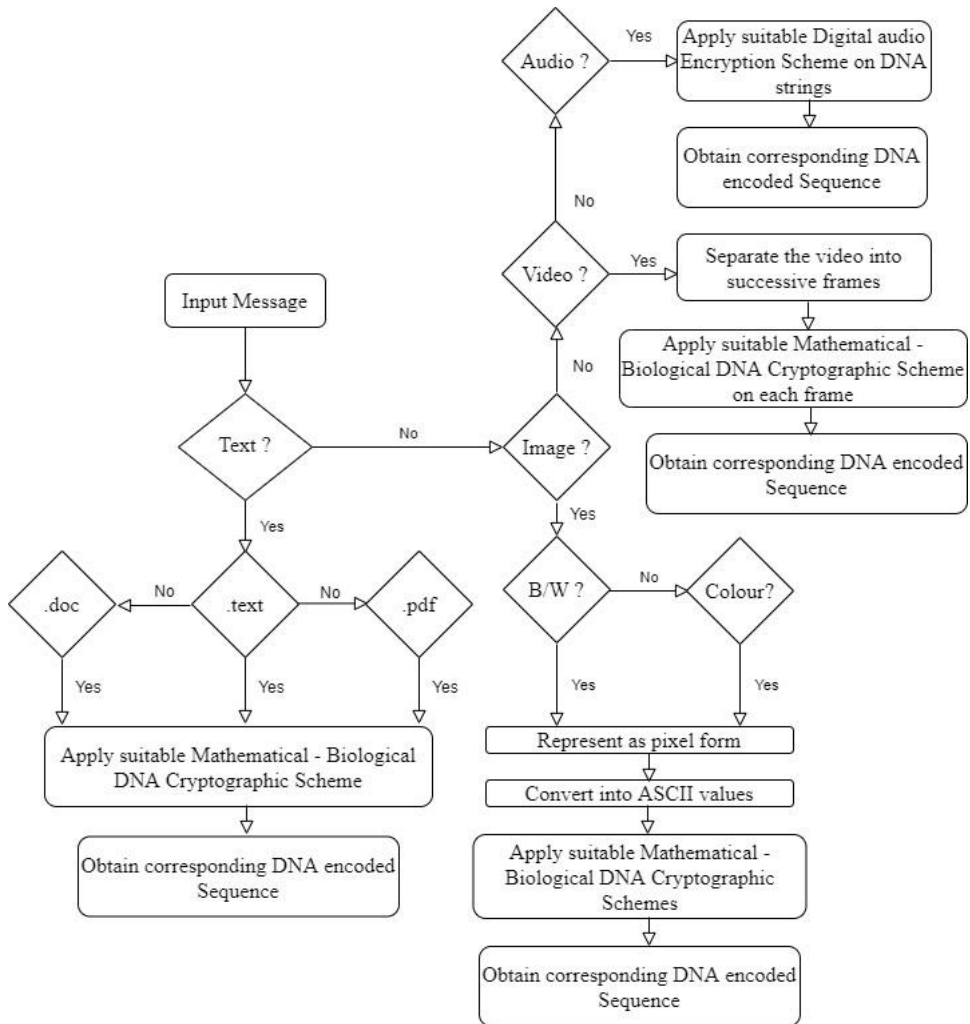 Yes
Audio ?
Apply suitable Digital audio
Encryption Scheme on DNA
strings
Obtain corresponding DNA
encoded Sequence
No
Input Message
Video ?
Yes
Separate the video into
successive frames
No
Apply suitable Mathematical -
Biological DNA Cryptographic Scheme
on each frame
Text ?
No
Image ?
Obtain corresponding DNA encoded
Sequence
Yes
Yes
.doc
No
.text
No
.pdf
B/W ?
No
Colour?
Yes
Yes
Yes
Yes
Yes
Apply suitable Mathematical - Biological
DNA Cryptographic Scheme
Represent as pixel form
Convert into ASCII values
Obtain corresponding DNA encoded
Sequence
Apply suitable Mathematical -
Biological DNA Cryptographic
Schemes
Obtain corresponding DNA encoded
Sequence